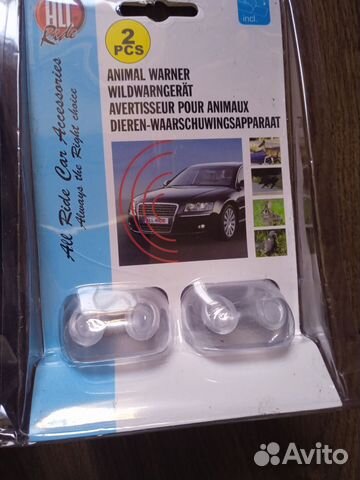 ALL
Ride
2
PCS
incl.
ANIMAL WARNER
WILDWARNGERÄT
AVERTISSEUR POUR ANIMAUX
DIEREN-WAARSCHUWINGSAPPARAAT
All Ride Car Accessories
Always the Right choice
Avito